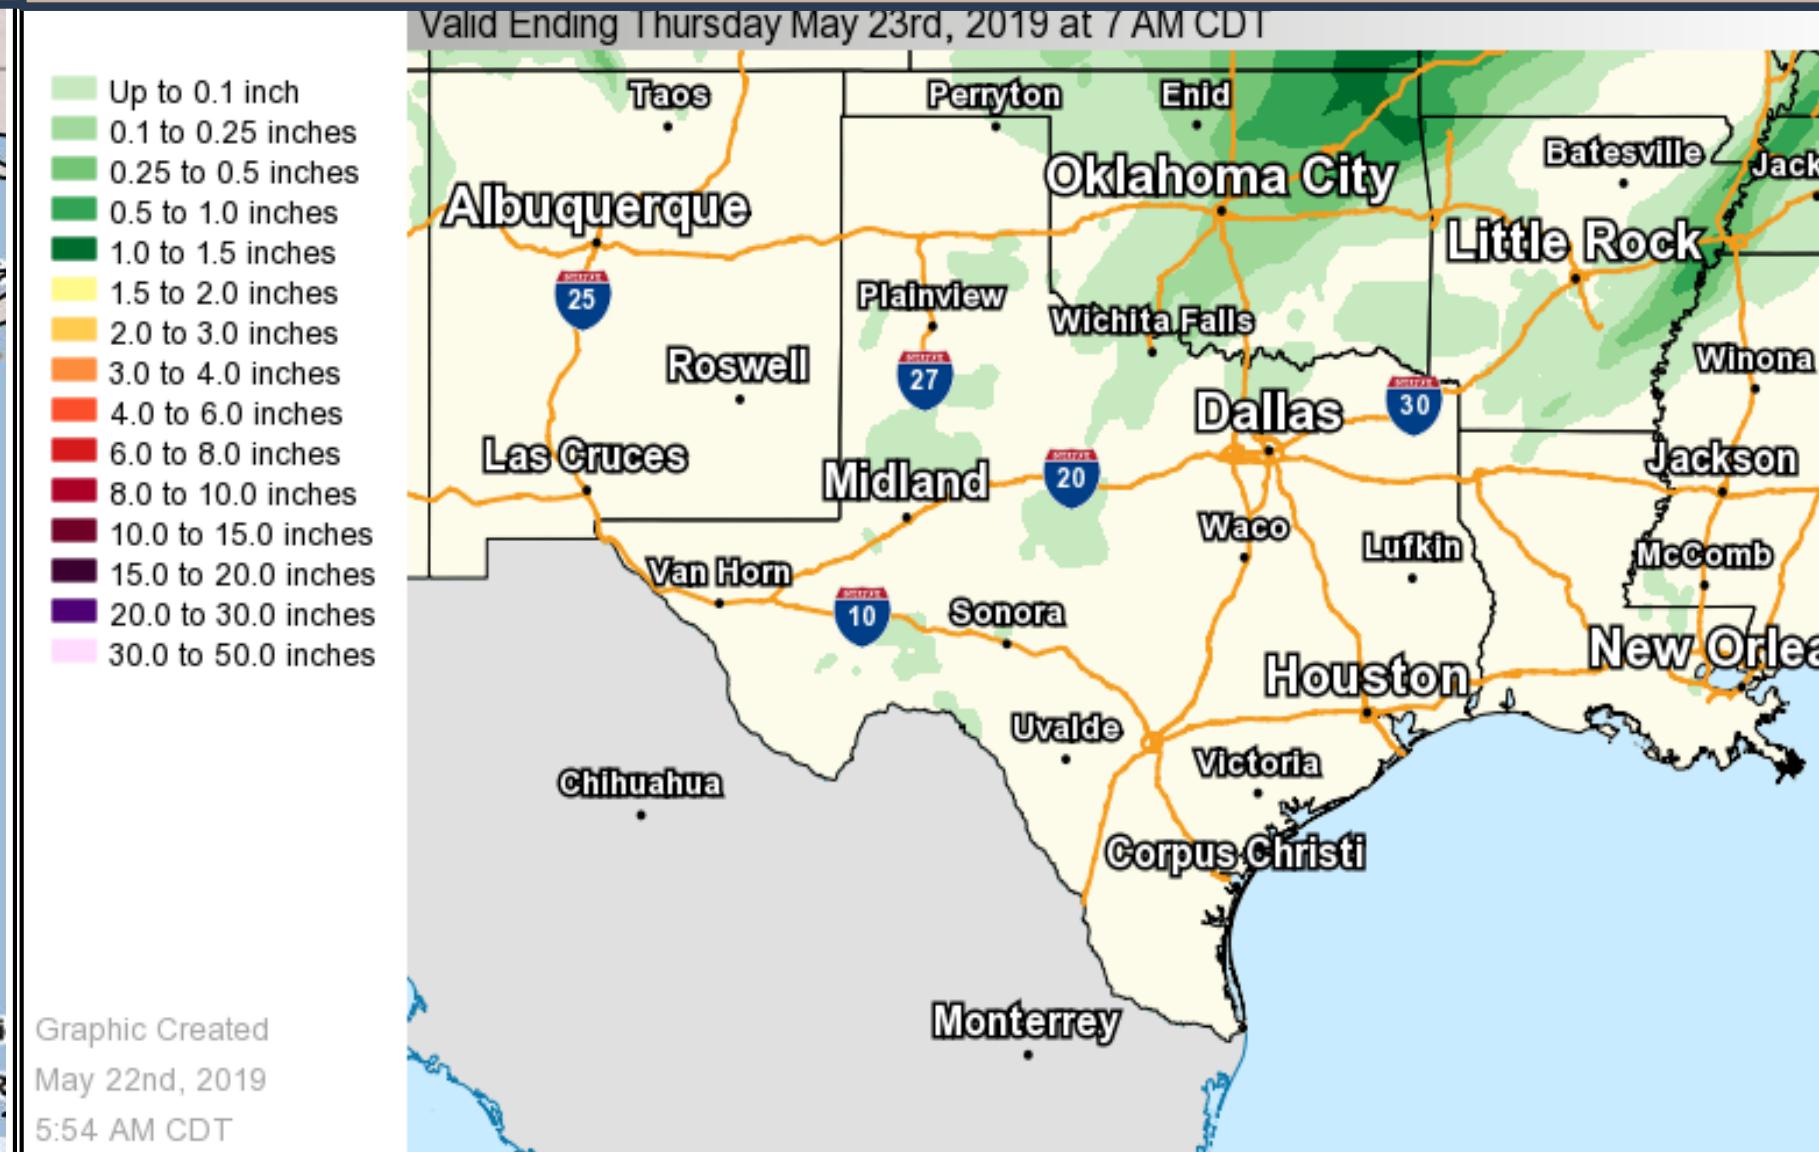 Valid Ending Thursday May 23rd, 2019 at 7 AM CDT
Up to 0.1 inch
0.1 to 0.25 inches
0.25 to 0.5 inches
0.5 to 1.0 inches
1.0 to 1.5 inches
1.5 to 2.0 inches
2.0 to 3.0 inches
3.0 to 4.0 inches
4.0 to 6.0 inches
6.0 to 8.0 inches
8.0 to 10.0 inches
10.0 to 15.0 inches
15.0 to 20.0 inches
20.0 to 30.0 inches
30.0 to 50.0 inches
Graphic Created
May 22nd, 2019
5:54 AM CDT
Taos
Perryton
Enid
Batesville
Jack
Oklahoma City
Albuquerque
Little Rock
25
Plainview
Wichita Falls
Winona
Roswell
27
30
Dallas
Las Cruces
Midland
20
Jackson
Waco
Lufkin
McComb
Van Horn
10
Sonora
New Orlea
Houston
Uvalde
Victoria
Chihuahua
Corpus Christi
Monterrey